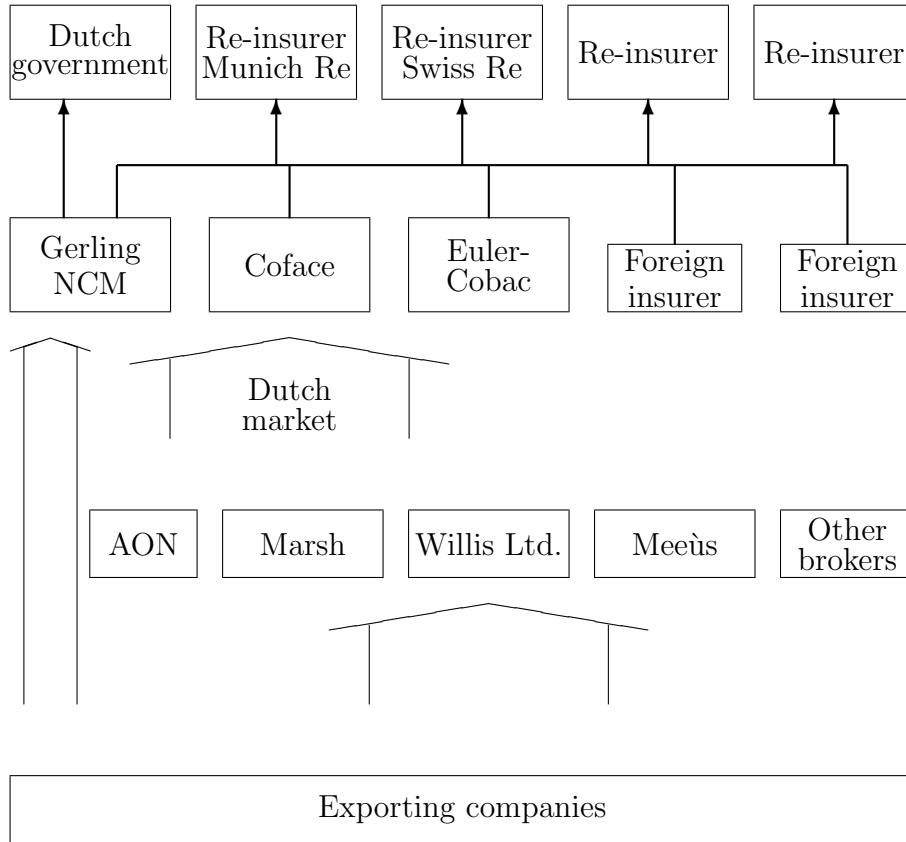 Dutch
government
Re-insurer
Munich Re
Re-insurer
Swiss Re
Re-insurer
Re-insurer
Gerling
NCM
Coface
Euler-
Cobac
Foreign
insurer
Foreign
insurer
Dutch
market
AON
Marsh
Willis Ltd.
Meeùs
Other
brokers
Exporting companies